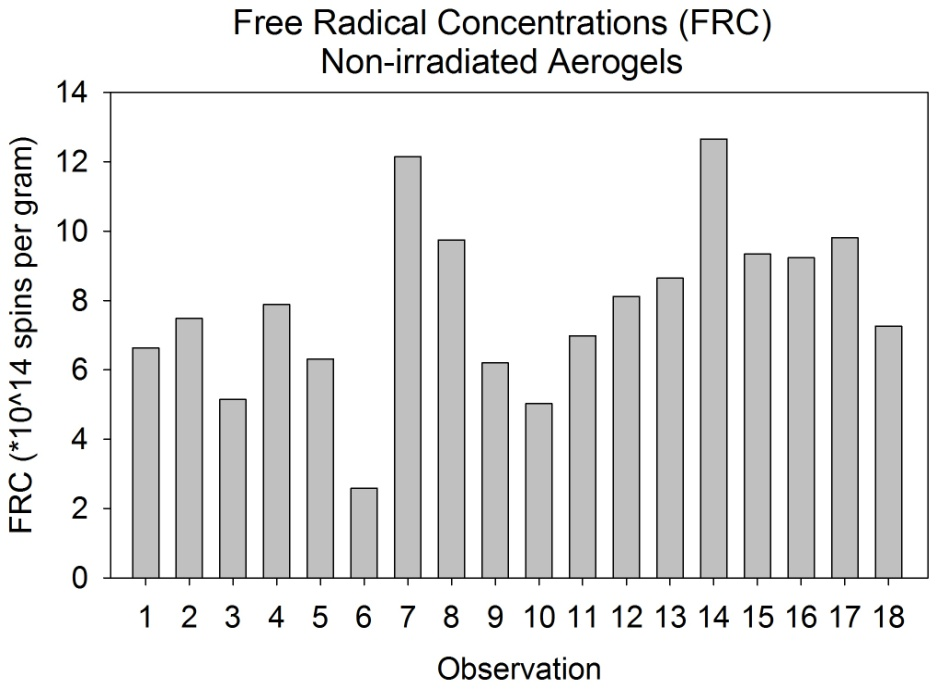 Free Radical Concentrations (FRC)
Non-irradiated Aerogels
FRC (*10^14 spins per gram)
14
12
10
8
6
4
2
0
1 2 3 4 5 6 7 8 9 10 11 12 13 14 15 16 17 18
Observation